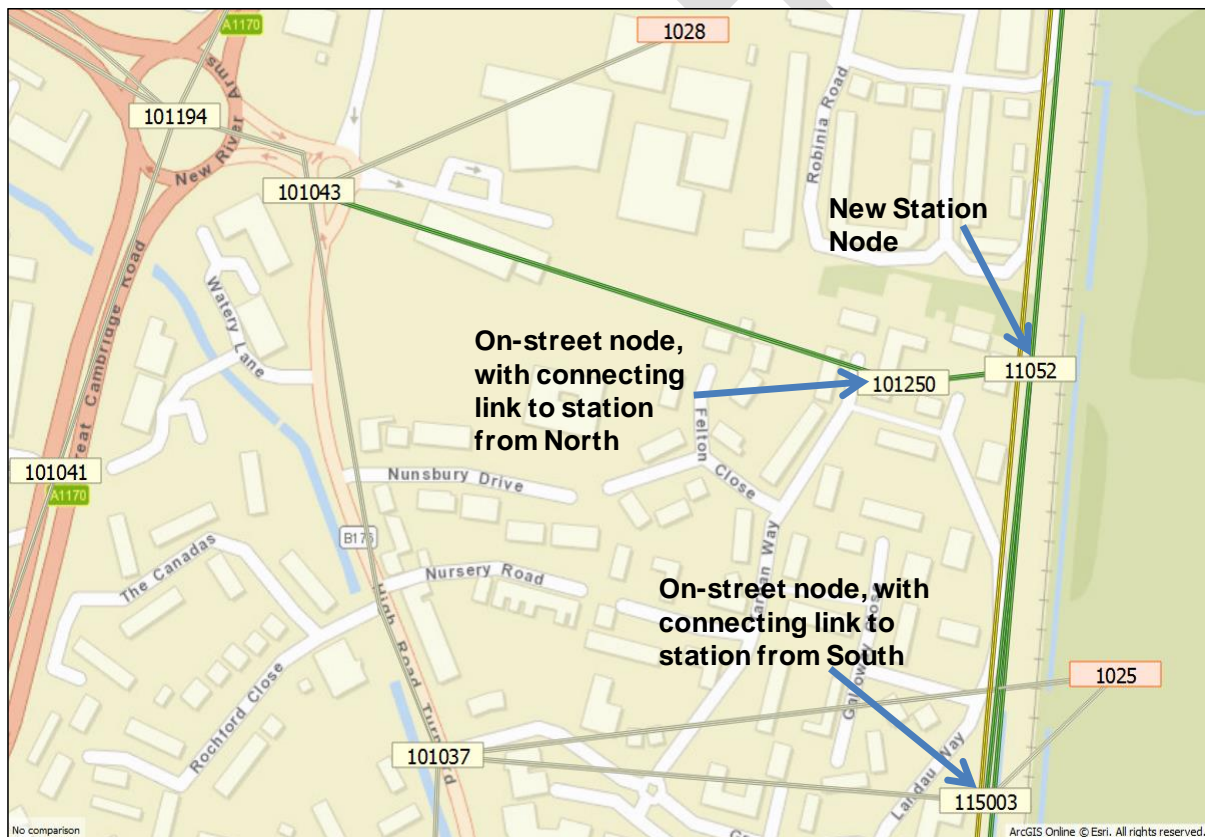 A1170
1028
101194
New River
Arms
101043
Robinia Road
New Station
Node
Great Cambridge Road
Watery Lane
On-street node,
with connecting
link to station
from North
101250
11052
Felton
Close
101041
A1170
Nunsbury Drive
B176
The Canadas
Nursery Road
On-street node, with
connecting link to
station from South
Rochford Close
1025
101037
Landau Way
115003
No comparison
ArcGIS Online © Esri. All rights reserved.